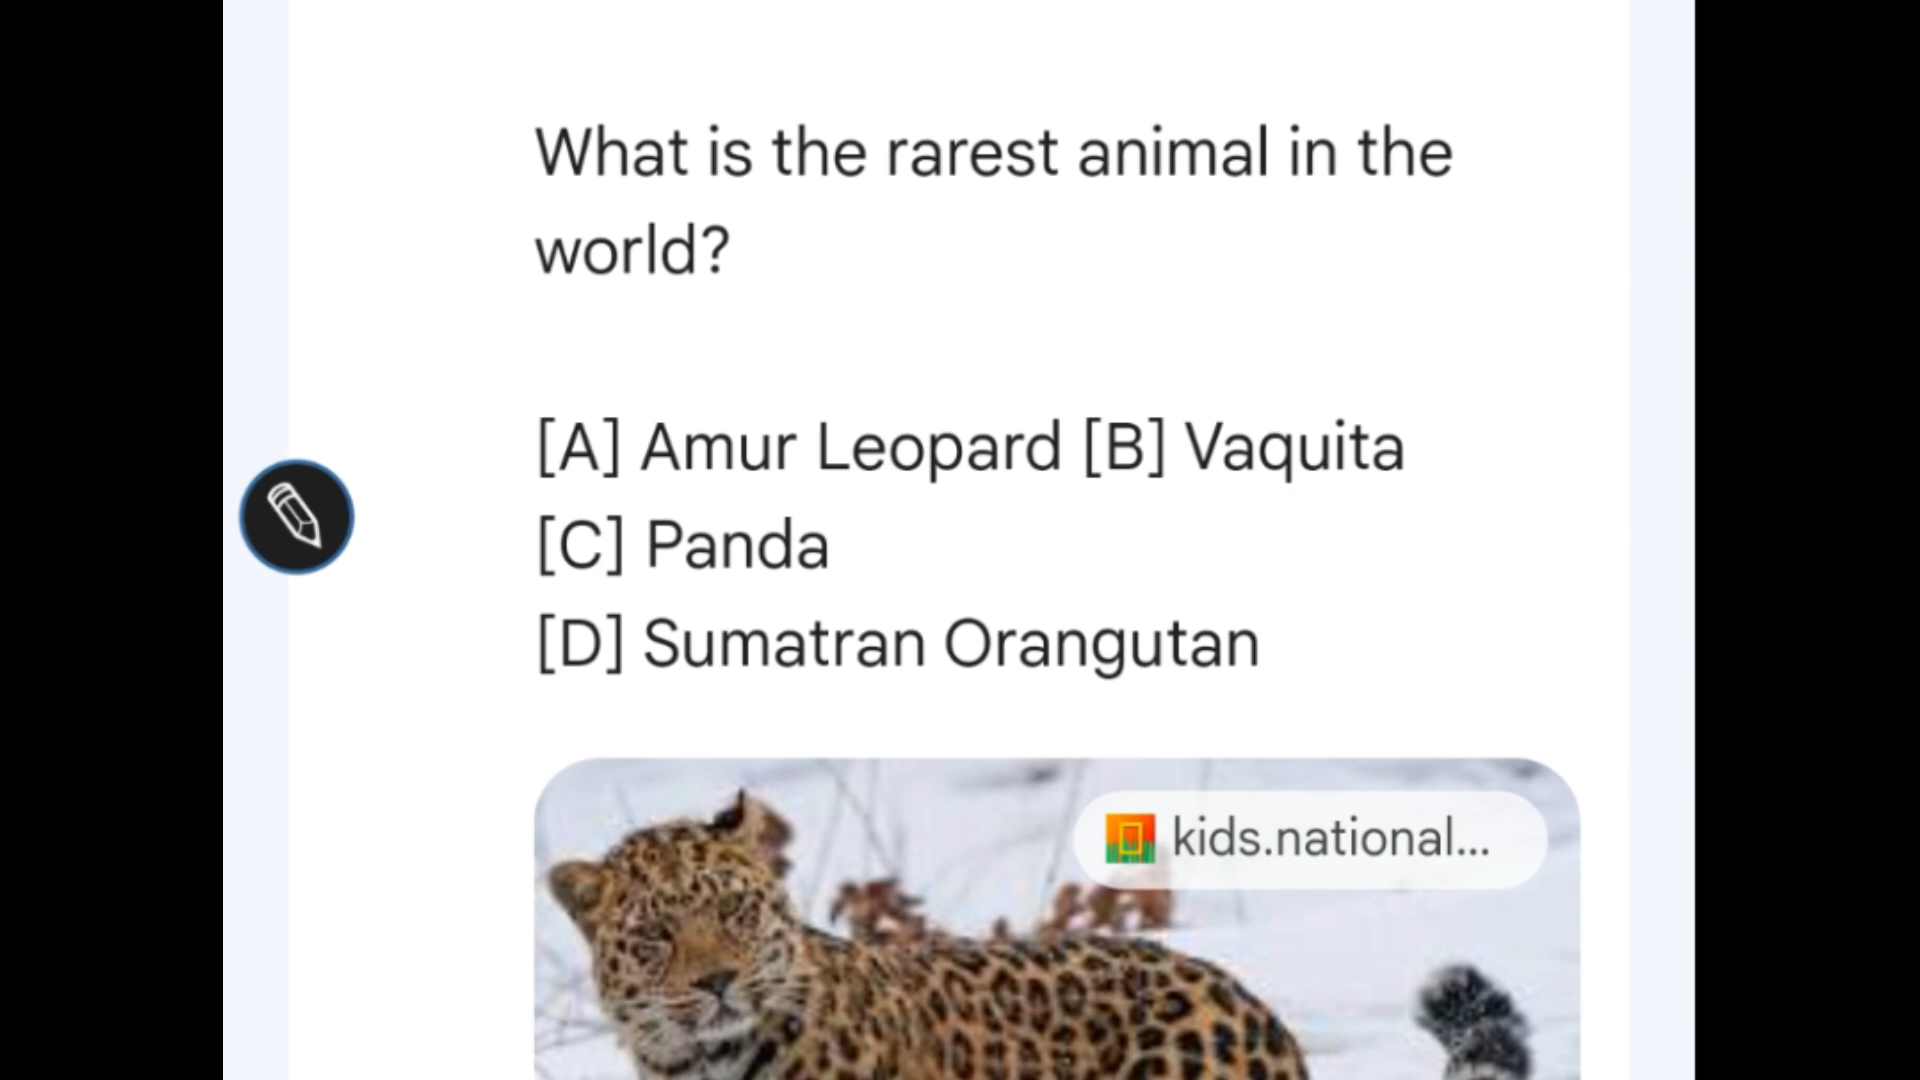 What is the rarest animal in the
world?
[A] Amur Leopard [B] Vaquita
[C] Panda
[D] Sumatran Orangutan
kids.national...